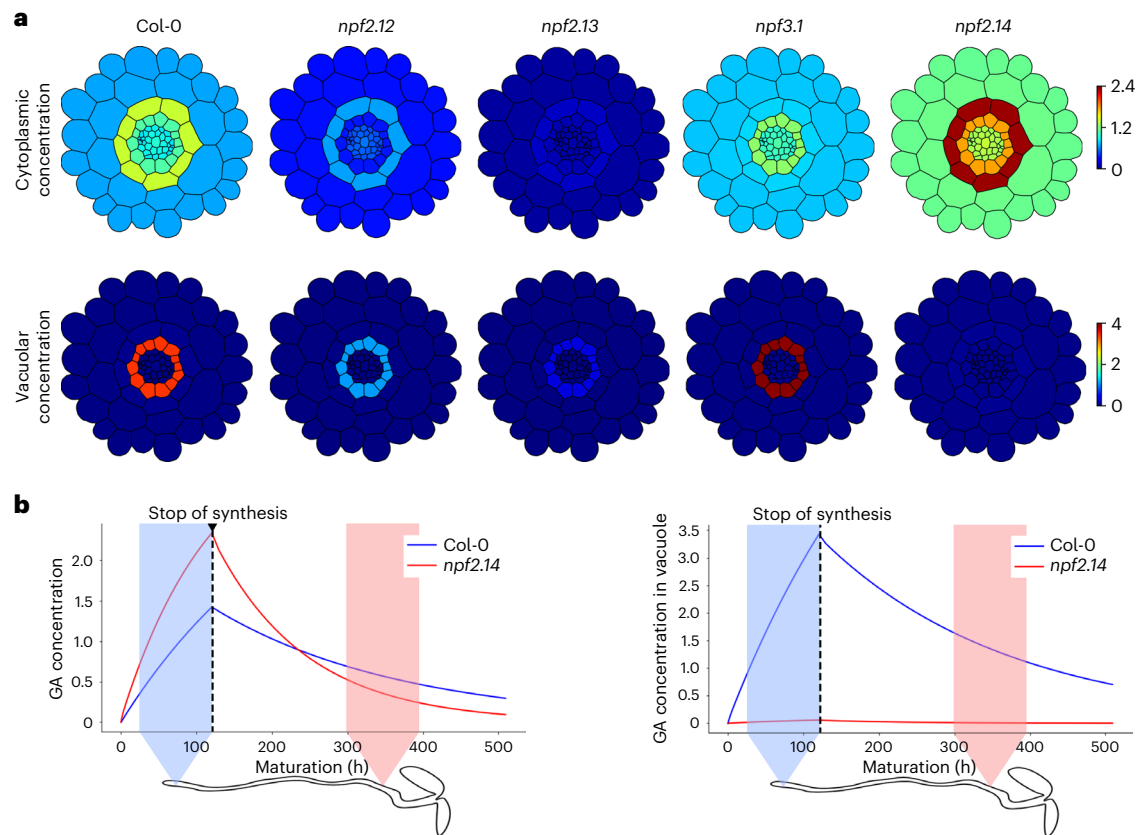 a
Col-0
npf2.12
npf2.13
npf3.1
npf2.14
Cytoplasmic
concentration
2.4
1.2
0
Vacuolar
concentration
4
2
0
b
Stop of synthesis
GA concentration
2.0
1.5
1.0
0.5
0
Col-0
npf2.14
0 100 200 300 400 500
Maturation (h)
Stop of synthesis
GA concentration in vacuole
3.5
3.0
2.5
2.0
1.5
1.0
0.5
0
Col-0
npf2.14
0 100 200 300 400 500
Maturation (h)